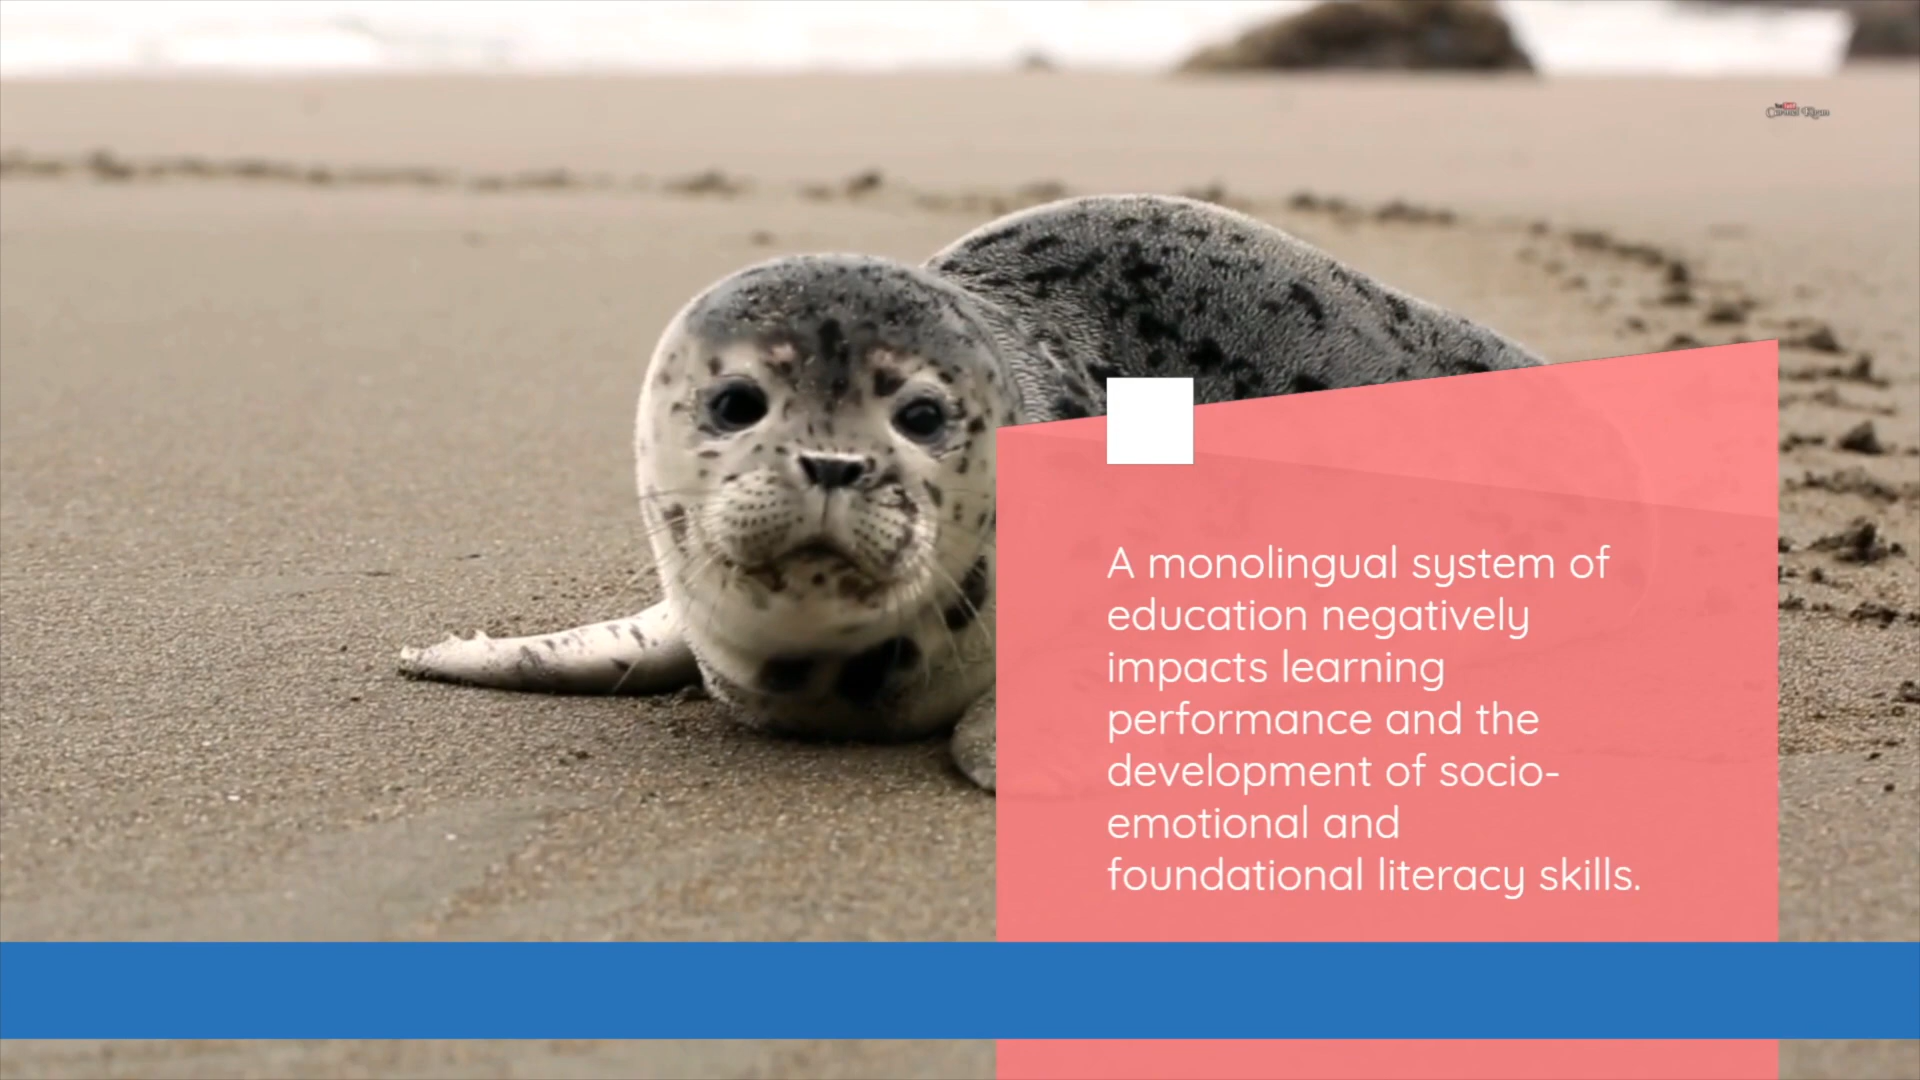 A monolingual system of
education negatively
impacts learning
performance and the
development of socio-
emotional and
foundational literacy skills.